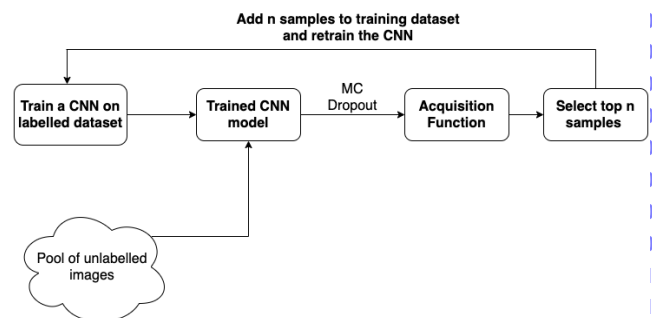 Add n samples to training dataset
and retrain the CNN
Train a CNN on
labelled dataset
Trained CNN
model
MC
Dropout
Acquisition
Function
Select top n
samples
Pool of unlabelled
images